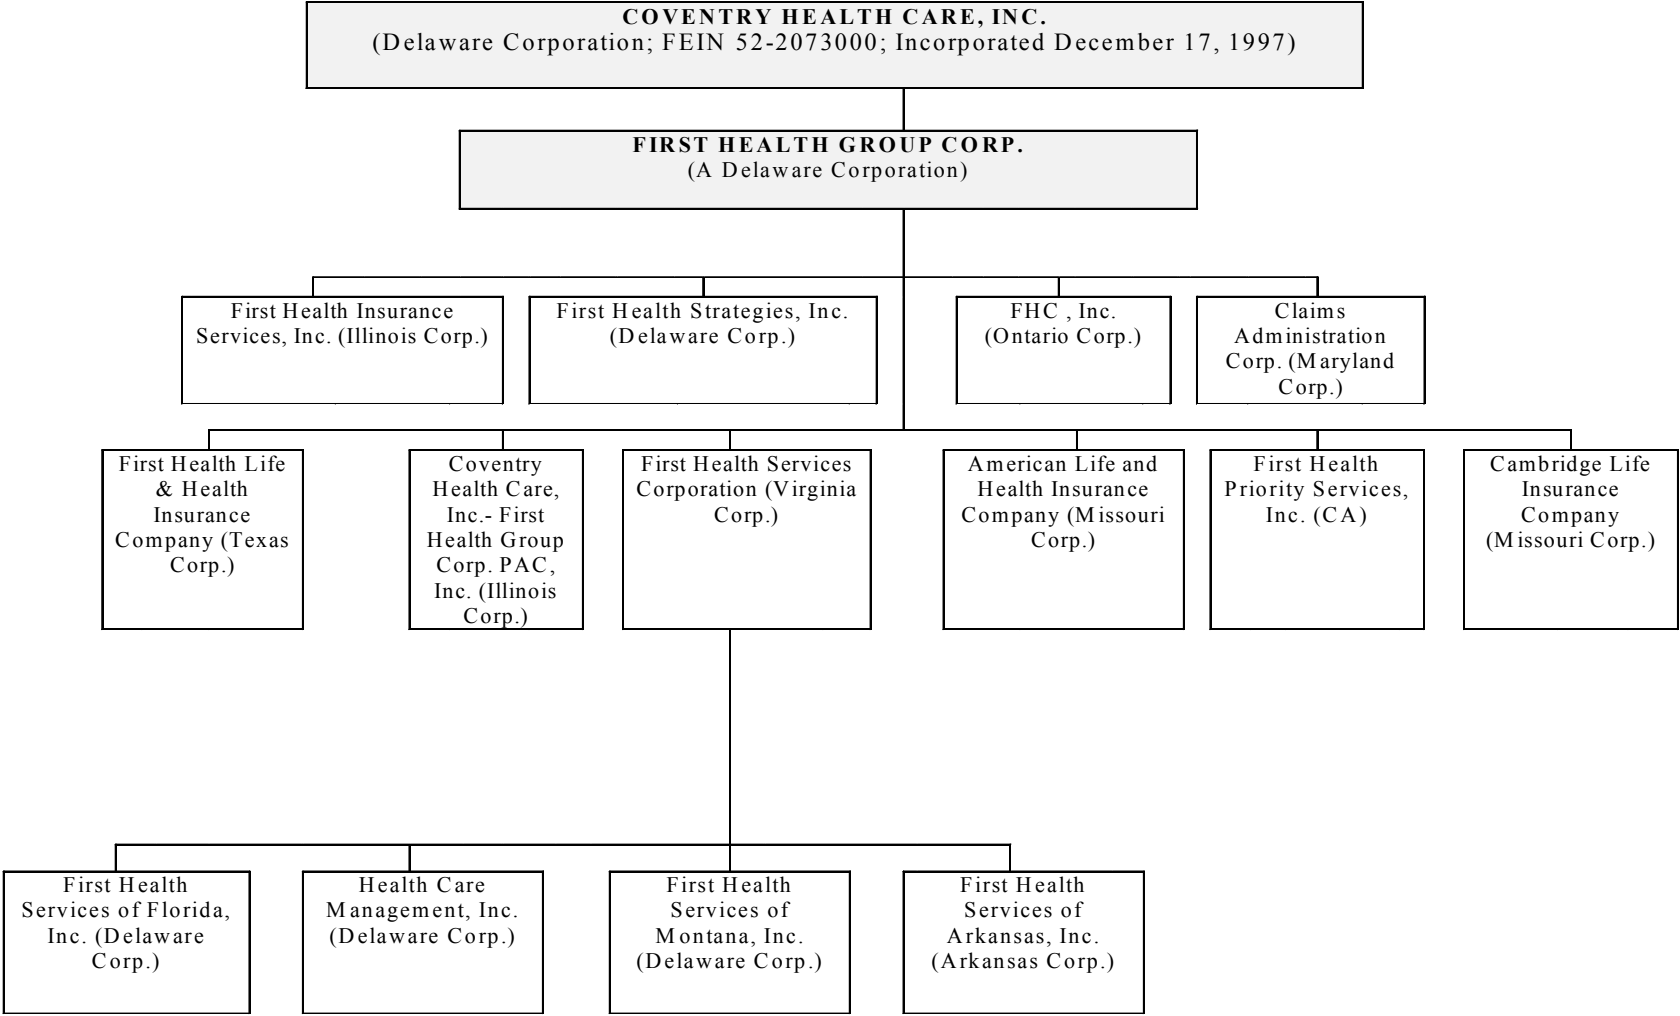 COVENTRY HEALTH CARE, INC.
(Delaware Corporation; FEIN 52-2073000; Incorporated December 17, 1997)
FIRST HEALTH GROUP CORP.
(A Delaware Corporation)
First Health Insurance
Services, Inc. (Illinois Corp.)
First Health Strategies, Inc.
(Delaware Corp.)
FHC , Inc.
(Ontario Corp.)
Claims
Administration
Corp. (Maryland
Corp.)
First Health Life
& Health
Insurance
Company (Texas
Corp.)
Coventry
Health Care,
Inc.- First
Health Group
Corp. PAC,
Inc. (Illinois
Corp.)
First Health Services
Corporation (Virginia
Corp.)
American Life and
Health Insurance
Company (Missouri
Corp.)
First Health
Priority Services,
Inc. (CA)
Cambridge Life
Insurance
Company
(Missouri Corp.)
First Health
Services of Florida,
Inc. (Delaware
Corp.)
Health Care
Management, Inc.
(Delaware Corp.)
First Health
Services of
Montana, Inc.
(Delaware Corp.)
First Health
Services of
Arkansas, Inc.
(Arkansas Corp.)